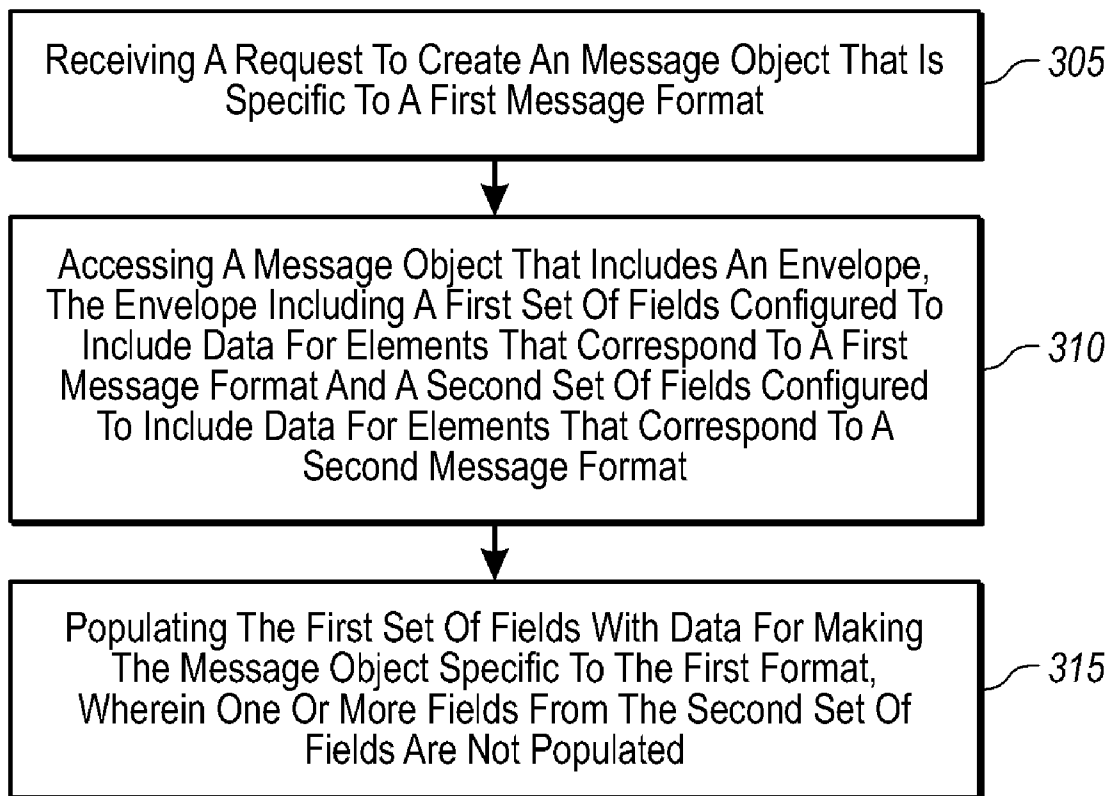 Receiving A Request To Create An Message Object That Is
Specific To A First Message Format
305
Accessing A Message Object That Includes An Envelope,
The Envelope Including A First Set Of Fields Configured To
Include Data For Elements That Correspond To A First
Message Format And A Second Set Of Fields Configured
To Include Data For Elements That Correspond To A
Second Message Format
310
Populating The First Set Of Fields With Data For Making
The Message Object Specific To The First Format,
Wherein One Or More Fields From The Second Set Of
Fields Are Not Populated
315